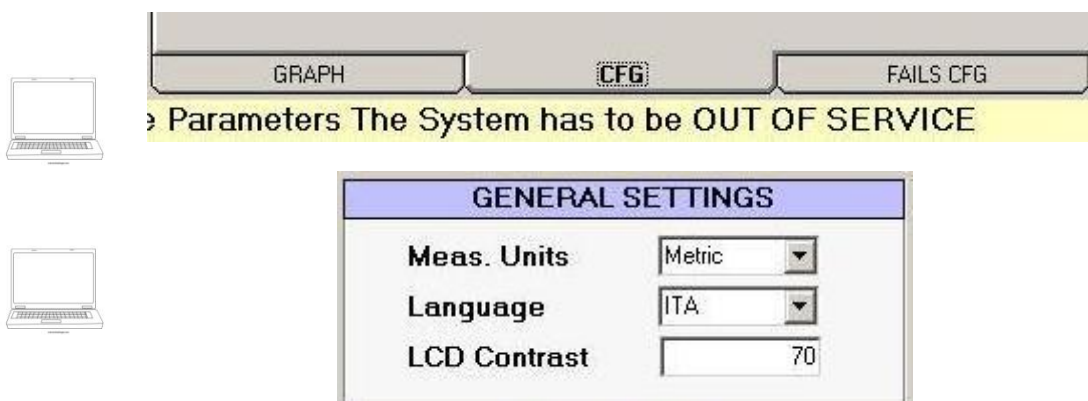 GRAPH CFG FAILS CFG
Parameters The System has to be OUT OF SERVICE
GENERAL SETTINGS
Meas. Units Metric
Language ITA
LCD Contrast 70